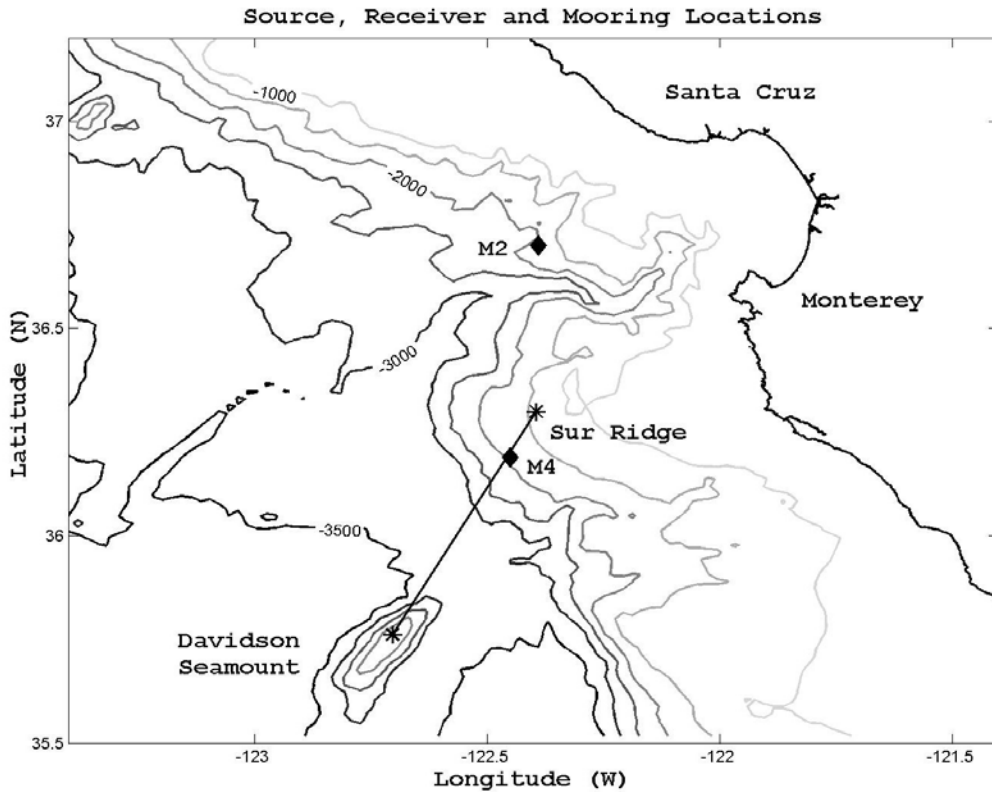 Source, Receiver and Mooring Locations
Santa Cruz
-1000
37
-2000
M2
Monterey
36.5
-3000
Latitude (N)
Sur Ridge
M4
-3500
36
Davidson
Seamount
35.5
-123
-122.5
-122
-121.5
Longitude (W)